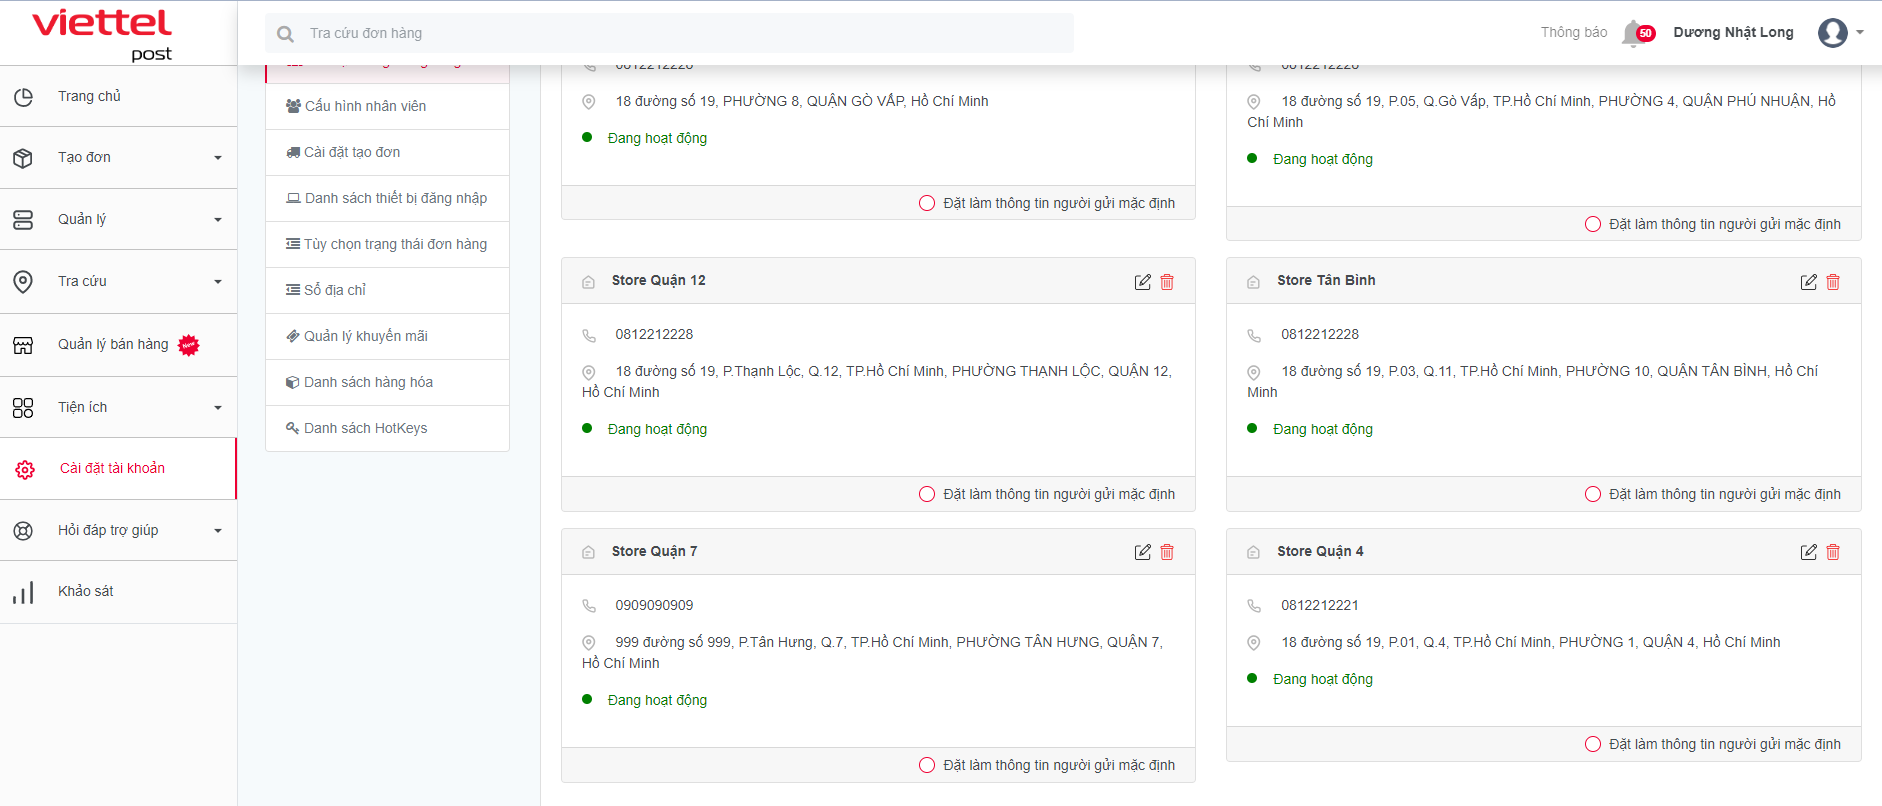 viettel
post
Tra cứu đơn hàng
Thông báo
50
Dương Nhật Long
Trang chủ
Tạo đơn
Quản lý
Tra cứu
Quản lý bán hàng
New
Tiện ích
Cài đặt tài khoản
Hỏi đáp trợ giúp
Khảo sát
Cấu hình nhân viên
Cài đặt tạo đơn
Danh sách thiết bị đăng nhập
Tùy chọn trạng thái đơn hàng
Sổ địa chỉ
Quản lý khuyến mãi
Danh sách hàng hóa
Danh sách HotKeys
18 đường số 19, PHƯỜNG 8, QUẬN GÒ VẤP, Hồ Chí Minh
Đang hoạt động
Đặt làm thông tin người gửi mặc định
18 đường số 19, P.05, Q.Gò Vấp, TP.Hồ Chí Minh, PHƯỜNG 4, QUẬN PHÚ NHUẬN, Hồ
Chí Minh
Đang hoạt động
Đặt làm thông tin người gửi mặc định
Store Quận 12
0812212228
18 đường số 19, P.Thạnh Lộc, Q.12, TP.Hồ Chí Minh, PHƯỜNG THẠNH LỘC, QUẬN 12,
Hồ Chí Minh
Đang hoạt động
Đặt làm thông tin người gửi mặc định
Store Tân Bình
0812212228
18 đường số 19, P.03, Q.11, TP.Hồ Chí Minh, PHƯỜNG 10, QUẬN TÂN BÌNH, Hồ Chí
Minh
Đang hoạt động
Đặt làm thông tin người gửi mặc định
Store Quận 7
0909090909
999 đường số 999, P.Tân Hưng, Q.7, TP.Hồ Chí Minh, PHƯỜNG TÂN HƯNG, QUẬN 7,
Hồ Chí Minh
Đang hoạt động
Đặt làm thông tin người gửi mặc định
Store Quận 4
0812212221
18 đường số 19, P.01, Q.4, TP.Hồ Chí Minh, PHƯỜNG 1, QUẬN 4, Hồ Chí Minh
Đang hoạt động
Đặt làm thông tin người gửi mặc định